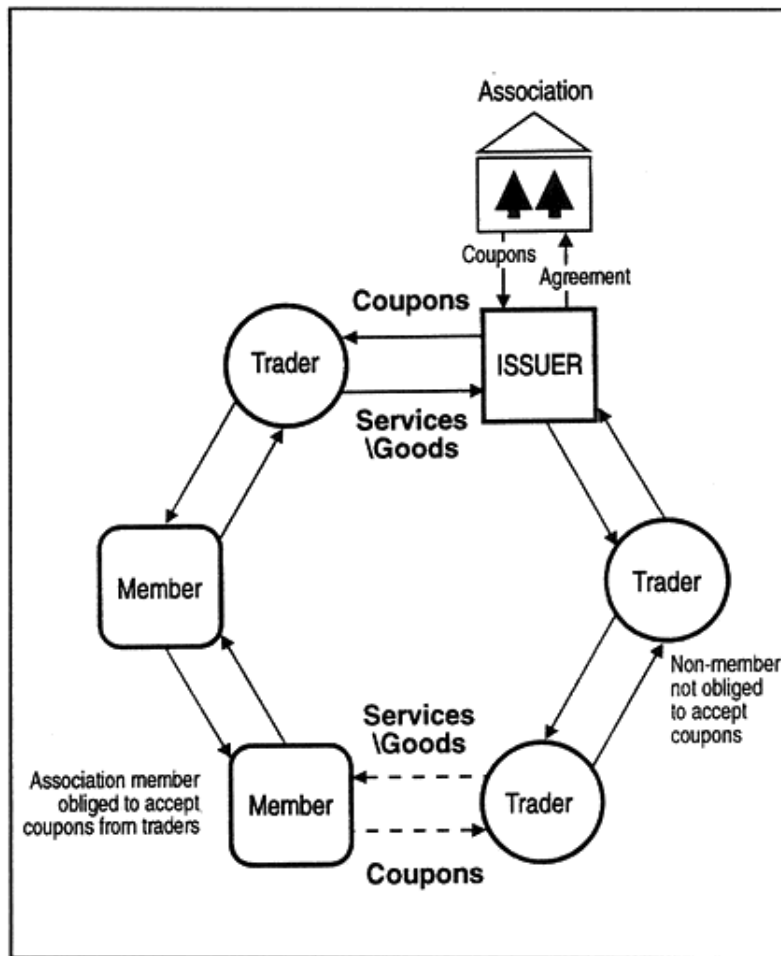 Association
Coupons
Agreement
Coupons
Trader
ISSUER
Services
\Goods
Member
Trader
Non-member
not obliged
to accept
coupons
Services
\Goods
Association member
obliged to accept
coupons from traders
Member
Trader
Coupons